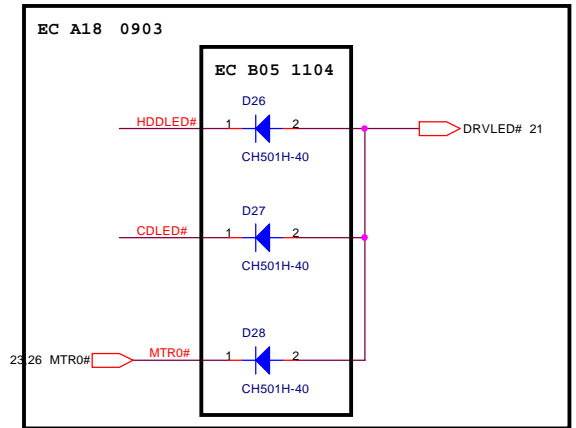 EC A18 0903
EC B05 1104
D26
HDDLED# 1 2 DRVLED# 21
CH501H-40
D27
CDLED# 1 2
CH501H-40
D28
23,26 MTR0# MTR0# 1 2
CH501H-40